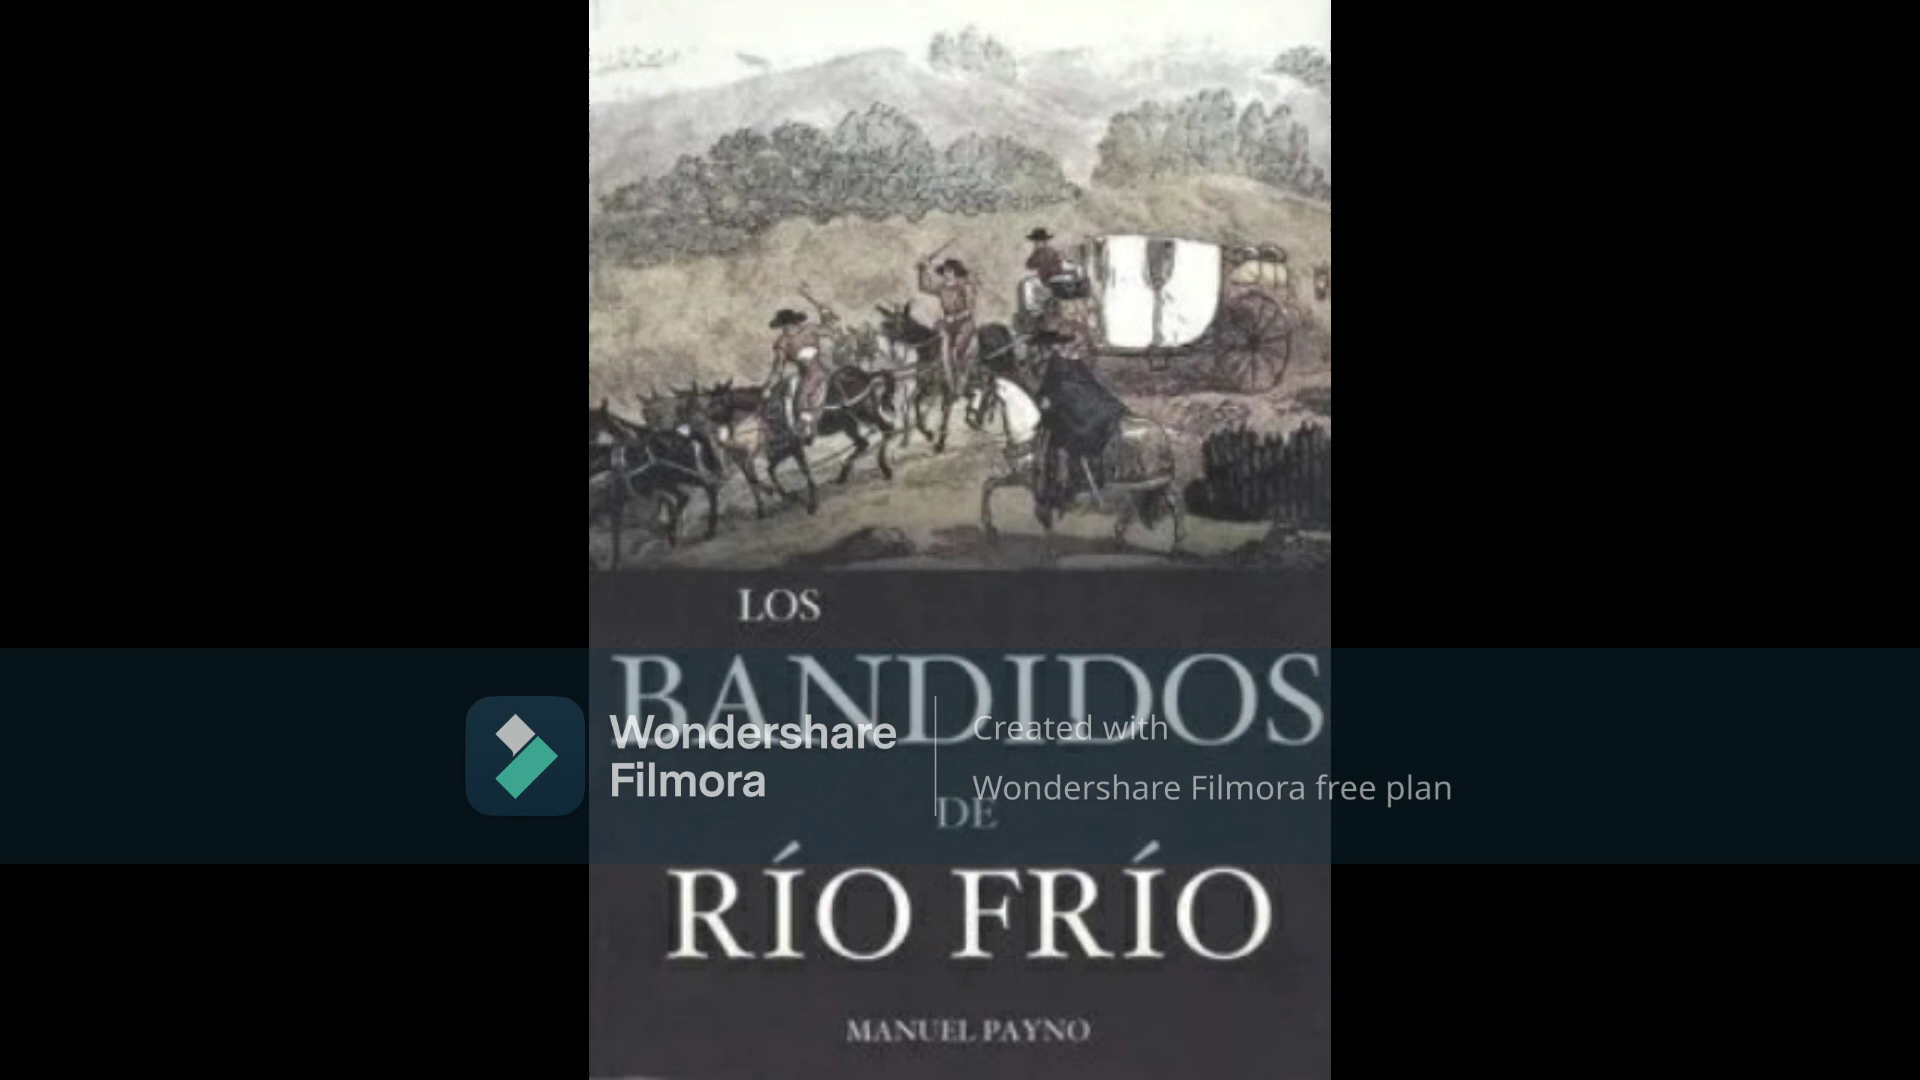 LOS
BANDIDOS
Wondershare
Filmora
Created with
Wondershare Filmora free plan
DE
RÍO FRÍO
MANUEL PAYNO